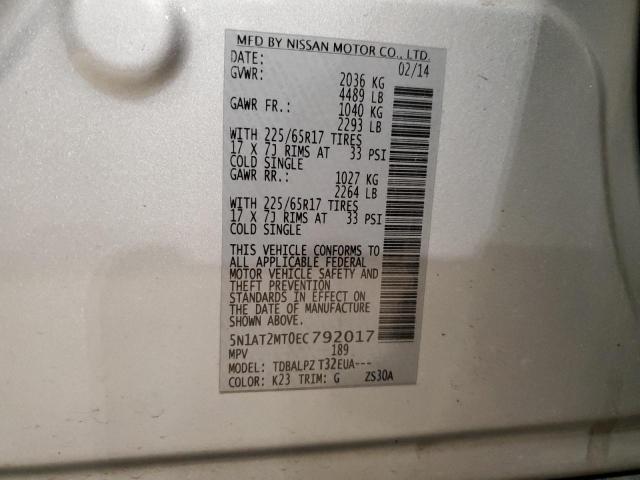 MFD BY NISSAN MOTOR CO., LTD.
DATE: 02/14
GVWR: 2036 KG
4489 LB
GAWR FR.: 1040 KG
2293 LB
WITH 225/65R17 TIRES
17 X 7J RIMS AT 33 PSI
COLD SINGLE
GAWR RR.: 1027 KG
2264 LB
WITH 225/65R17 TIRES
17 X 7J RIMS AT 33 PSI
COLD SINGLE
THIS VEHICLE CONFORMS TO
ALL APPLICABLE FEDERAL
MOTOR VEHICLE SAFETY AND
THEFT PREVENTION
STANDARDS IN EFFECT ON
THE DATE OF MANUFACTURE
SHOWN ABOVE.
5N1AT2MT0EC792017
MPV 189
MODEL: TDBALPZ T32EUA---
COLOR: K23 TRIM: G ZS30A